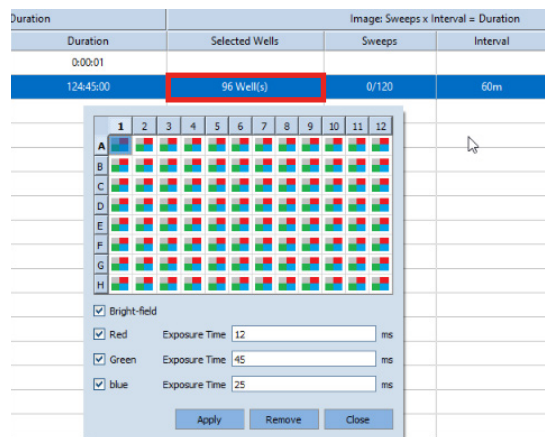 Duration Image: Sweeps x Interval = Duration
Duration Selected Wells Sweeps Interval
0:00:01
124:45:00 96 Well(s) 0/120 60m
1 2 3 4 5 6 7 8 9 10 11 12
A
B
C
D
E
F
G
H
Bright-field
Red Exposure Time 12 ms
Green Exposure Time 45 ms
blue Exposure Time 25 ms
Apply Remove Close